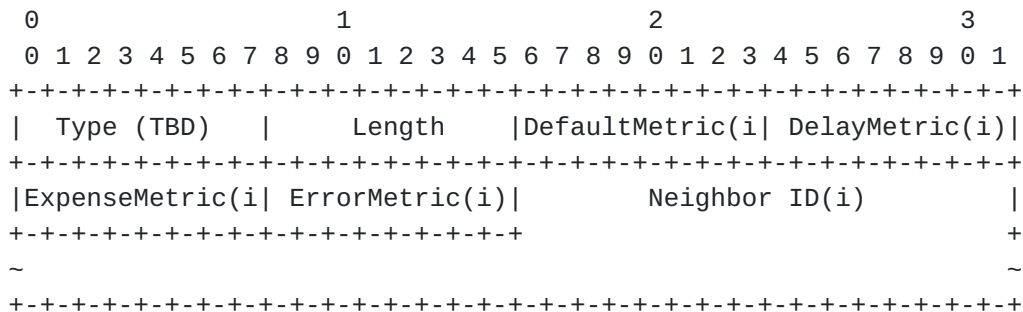 0                   1                   2                   3
 0 1 2 3 4 5 6 7 8 9 0 1 2 3 4 5 6 7 8 9 0 1 2 3 4 5 6 7 8 9 0 1
+-+-+-+-+-+-+-+-+-+-+-+-+-+-+-+-+-+-+-+-+-+-+-+-+-+-+-+-+-+-+-+-+
|  Type (TBD)   |     Length    |DefaultMetric(i| DelayMetric(i)|
+-+-+-+-+-+-+-+-+-+-+-+-+-+-+-+-+-+-+-+-+-+-+-+-+-+-+-+-+-+-+-+-+
|ExpenseMetric(i| ErrorMetric(i)|        Neighbor ID(i)         |
+-+-+-+-+-+-+-+-+-+-+-+-+-+-+-+-+                               +
~                                                               ~
+-+-+-+-+-+-+-+-+-+-+-+-+-+-+-+-+-+-+-+-+-+-+-+-+-+-+-+-+-+-+-+-+